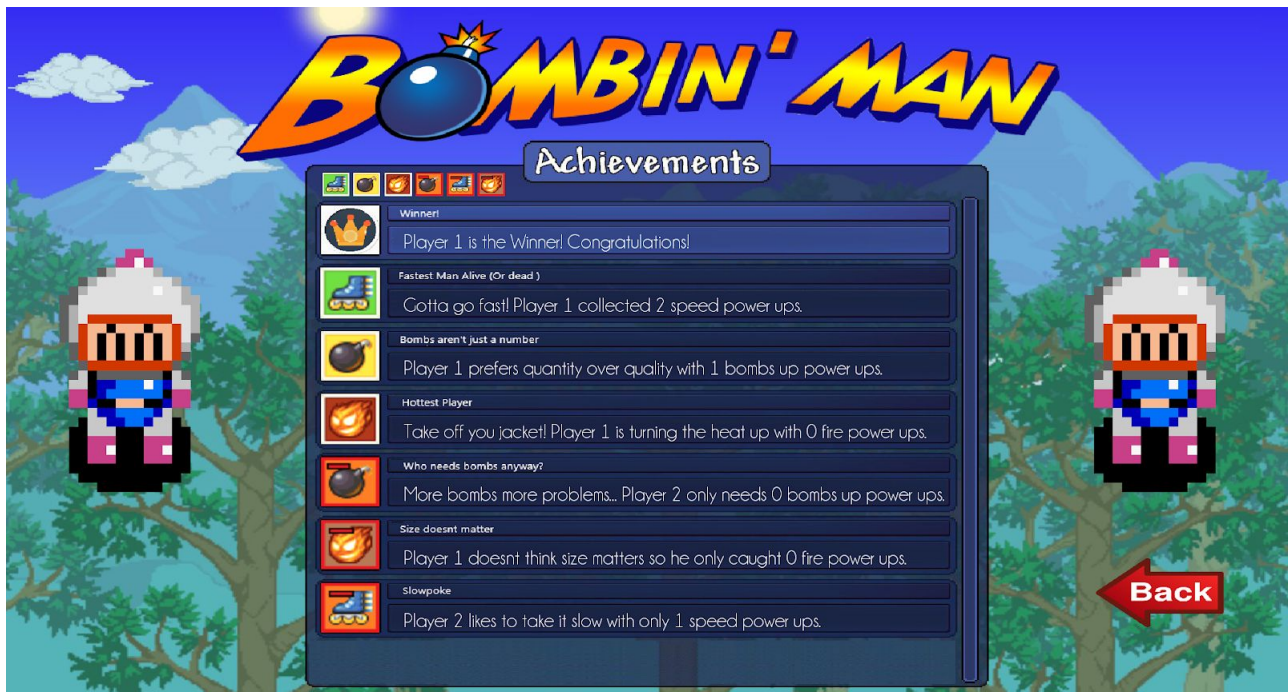 BOMBIN' MAN
Achievements
Winner!
Player 1 is the Winner! Congratulations!
Fastest Man Alive (Or dead )
Gotta go fast! Player 1 collected 2 speed power ups.
Bombs aren't just a number
Player 1 prefers quantity over quality with 1 bombs up power ups.
Hottest Player
Take off you jacket! Player 1 is turning the heat up with 0 fire power ups.
Who needs bombs anyway?
More bombs more problems... Player 2 only needs 0 bombs up power ups.
Size doesnt matter
Player 1 doesnt think size matters so he only caught 0 fire power ups.
Slowpoke
Player 2 likes to take it slow with only 1 speed power ups.
Back